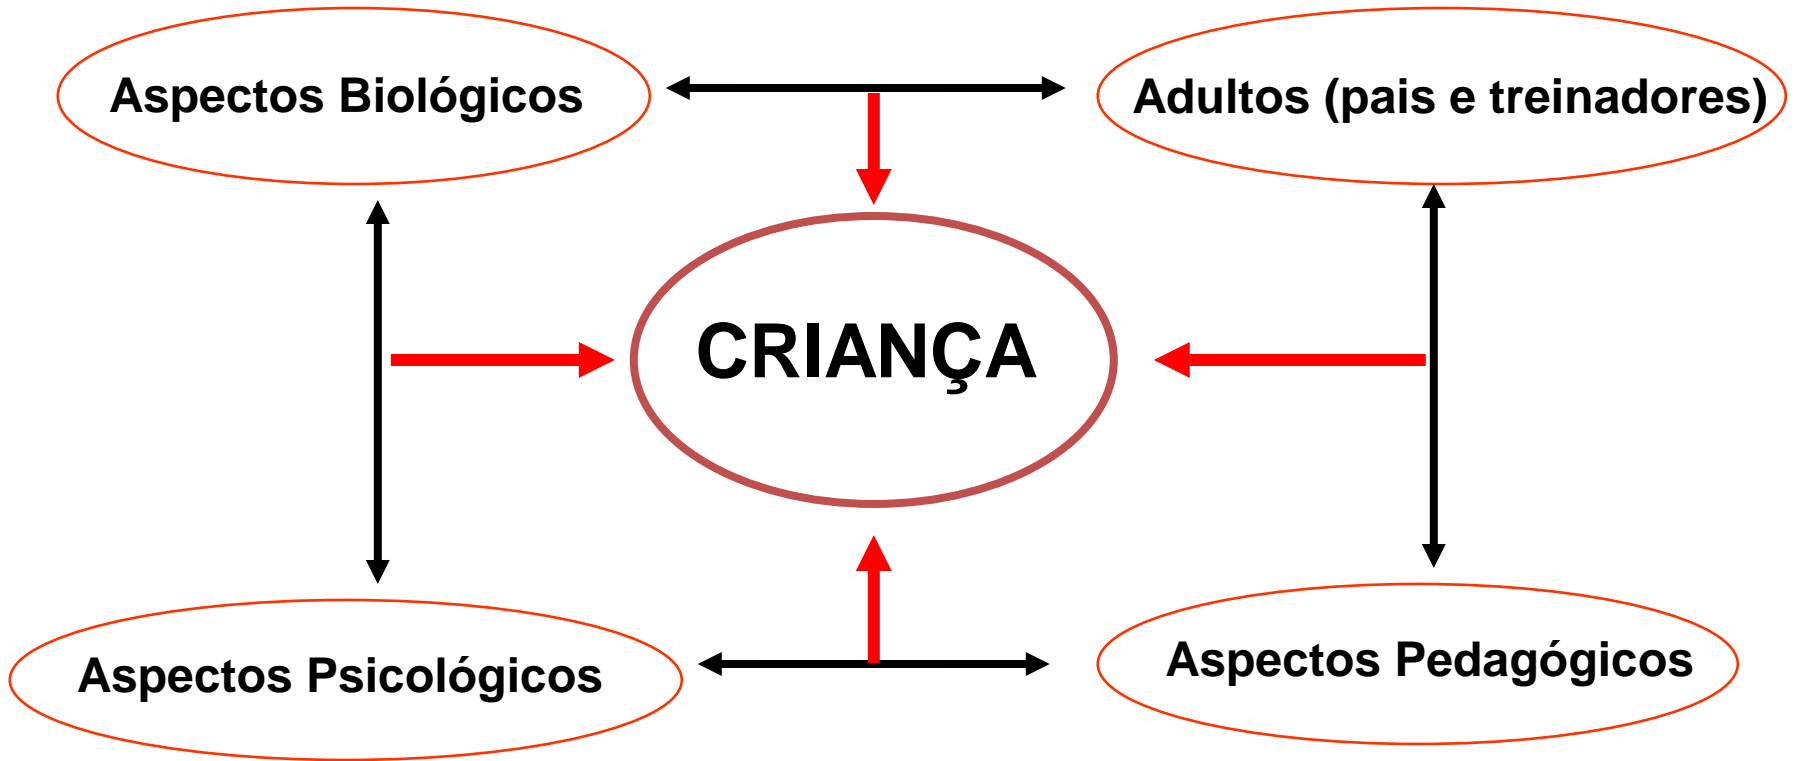 Aspectos Biológicos
Adultos (pais e treinadores)
CRIANÇA
Aspectos Psicológicos
Aspectos Pedagógicos